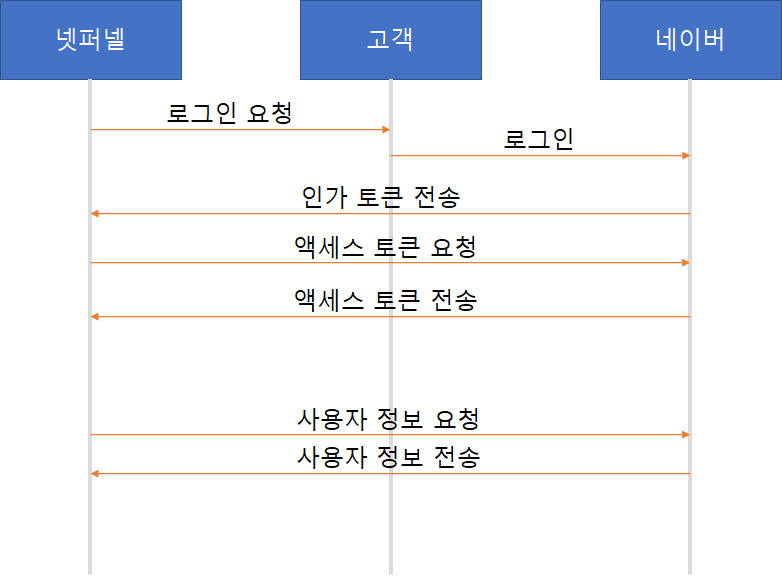 넷퍼넬
고객
네이버
로그인 요청
로그인
인가 토큰 전송
액세스 토큰 요청
액세스 토큰 전송
사용자 정보 요청
사용자 정보 전송